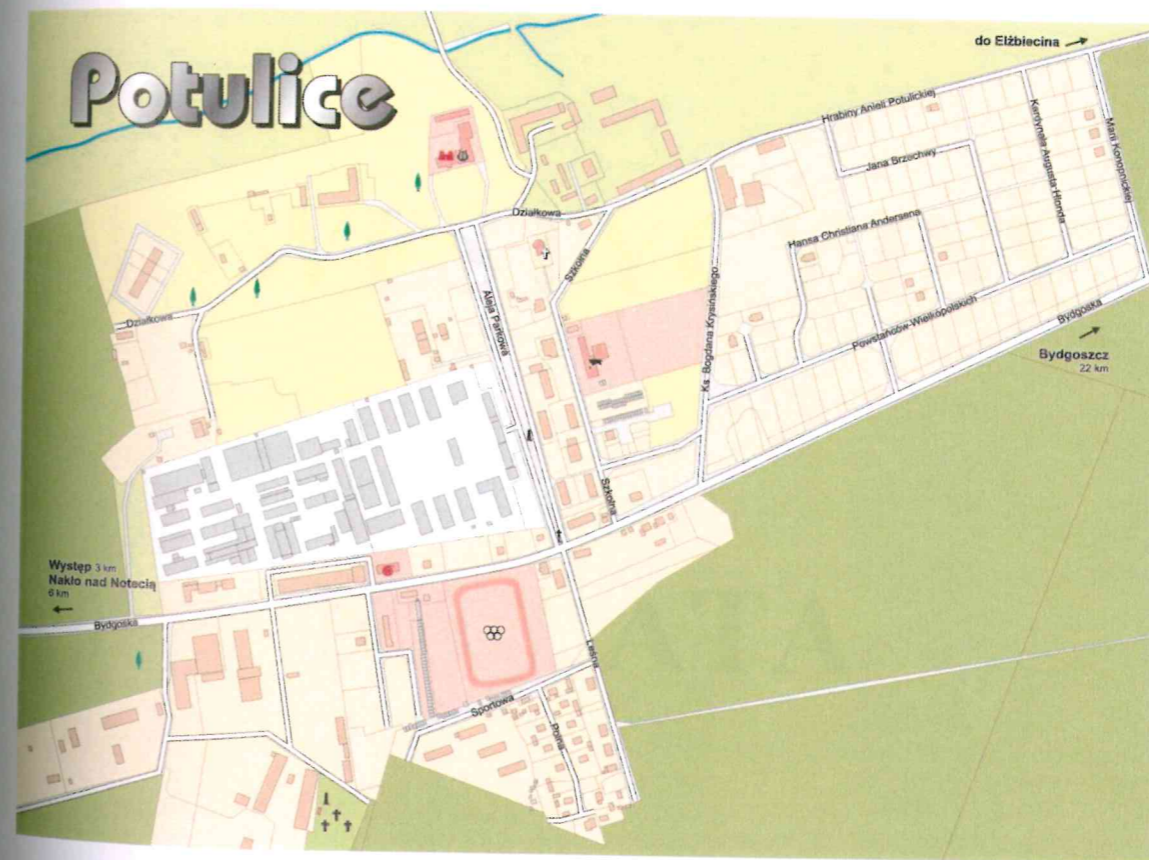 Potulice
do Elżbiecina
Hrabiny Anieli Potulickiej
Kardynała Augusta Hlonda
Marii Konopnickiej
Jana Brzechwy
Działkowa
Hansa Christiana Andersena
Szkolna
Aleja Parkowa
Ks. Bogdana Krysińskiego
Działkowa
Powstańców-Wielkopolskich
Bydgoska
Bydgoszcz
22 km
Szkolna
Występ 3 km
Nakło nad Notecią
6 km
Bydgoska
Leśna
Sportowa
Polna